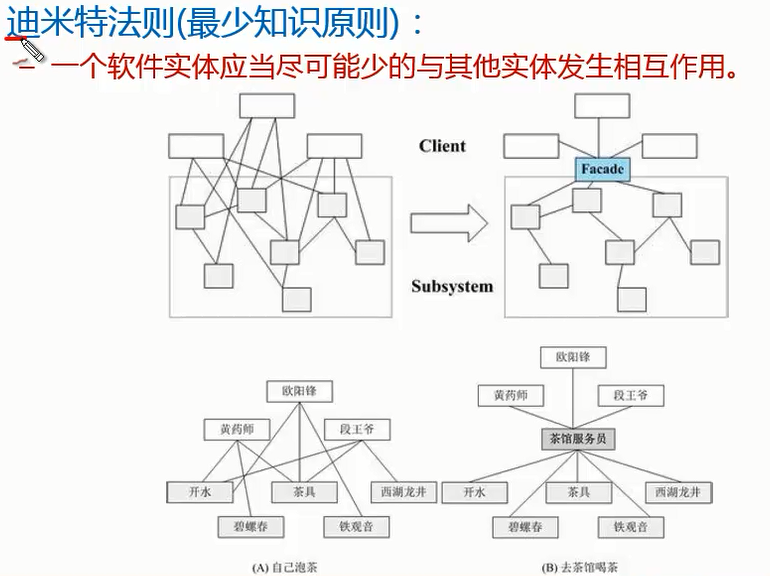 迪米特法则(最少知识原则)：
– 一个软件实体应当尽可能少的与其他实体发生相互作用。
Client
Facade
Subsystem
欧阳锋
黄药师
段王爷
开水
茶具
西湖龙井
碧螺春
铁观音
(A) 自己泡茶
欧阳锋
黄药师
段王爷
茶馆服务员
开水
茶具
西湖龙井
碧螺春
铁观音
(B) 去茶馆喝茶